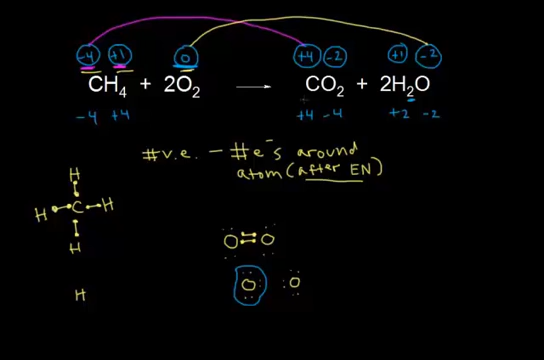 -4 +1 0 +4 -2 +1 -2
CH₄ + 2O₂ → CO₂ + 2H₂O
-4 +4 +4 -4 +2 -2
#v.e. - #e⁻s around
atom (after EN)
H
H C H
H
O = O
H O O